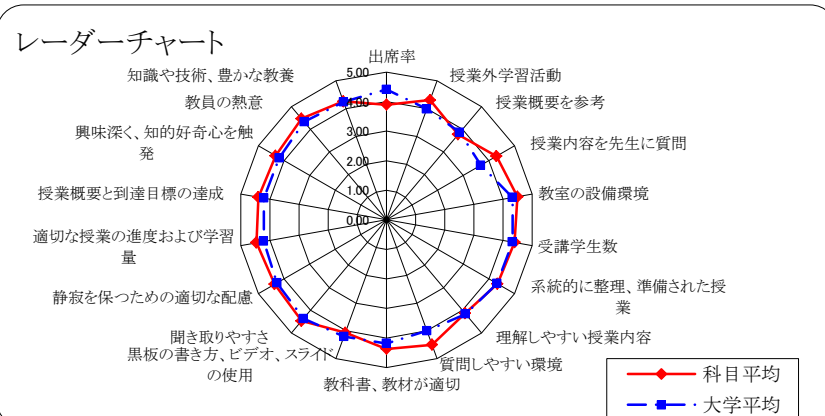 レーダーチャート
出席率
授業外学習活動
授業概要を参考
授業内容を先生に質問
教室の設備環境
受講学生数
系統的に整理、準備された授
業
理解しやすい授業内容
質問しやすい環境
教科書、教材が適切
黒板の書き方、ビデオ、スライド
の使用
聞き取りやすさ
静寂を保つための適切な配慮
適切な授業の進度および学習
量
授業概要と到達目標の達成
興味深く、知的好奇心を触
発
教員の熱意
知識や技術、豊かな教養
5.00
4.00
3.00
2.00
1.00
0.00
科目平均
大学平均